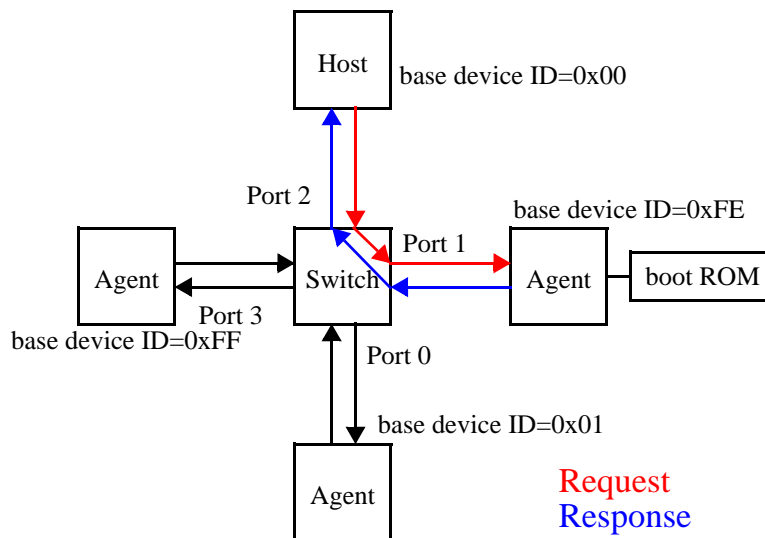 Host
base device ID=0x00
Port 2
base device ID=0xFE
Port 1
Agent
Switch
Agent
boot ROM
Port 3
base device ID=0xFF
Port 0
base device ID=0x01
Agent
Request
Response